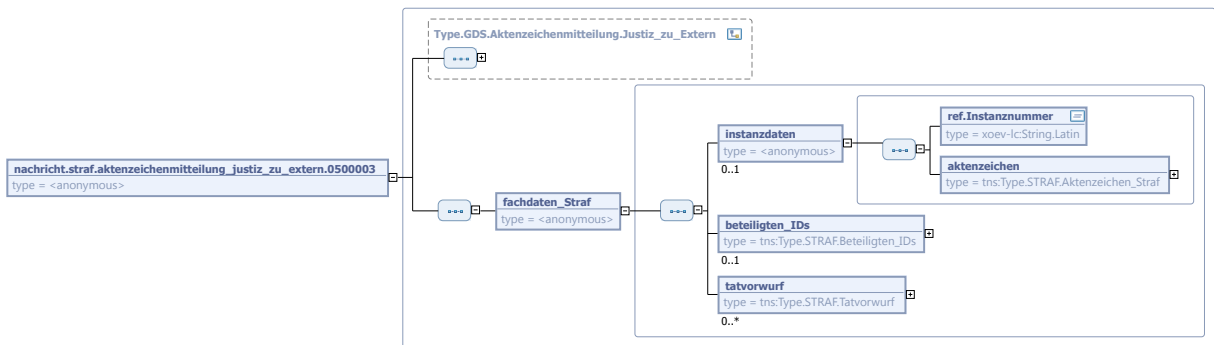 Type.GDS.Aktenzeichenmitteilung.Justiz_zu_Extern
nachricht.straf.aktenzeichenmitteilung_justiz_zu_extern.0500003
type = <anonymous>
fachdaten_Straf
type = <anonymous>
instanzdaten
type = <anonymous>
0..1
ref.Instanznummer
type = xoev-lc:String.Latin
aktenzeichen
type = tns:Type.STRAF.Aktenzeichen_Straf
beteiligten_IDs
type = tns:Type.STRAF.Beteiligten_IDs
0..1
tatvorwurf
type = tns:Type.STRAF.Tatvorwurf
0..*